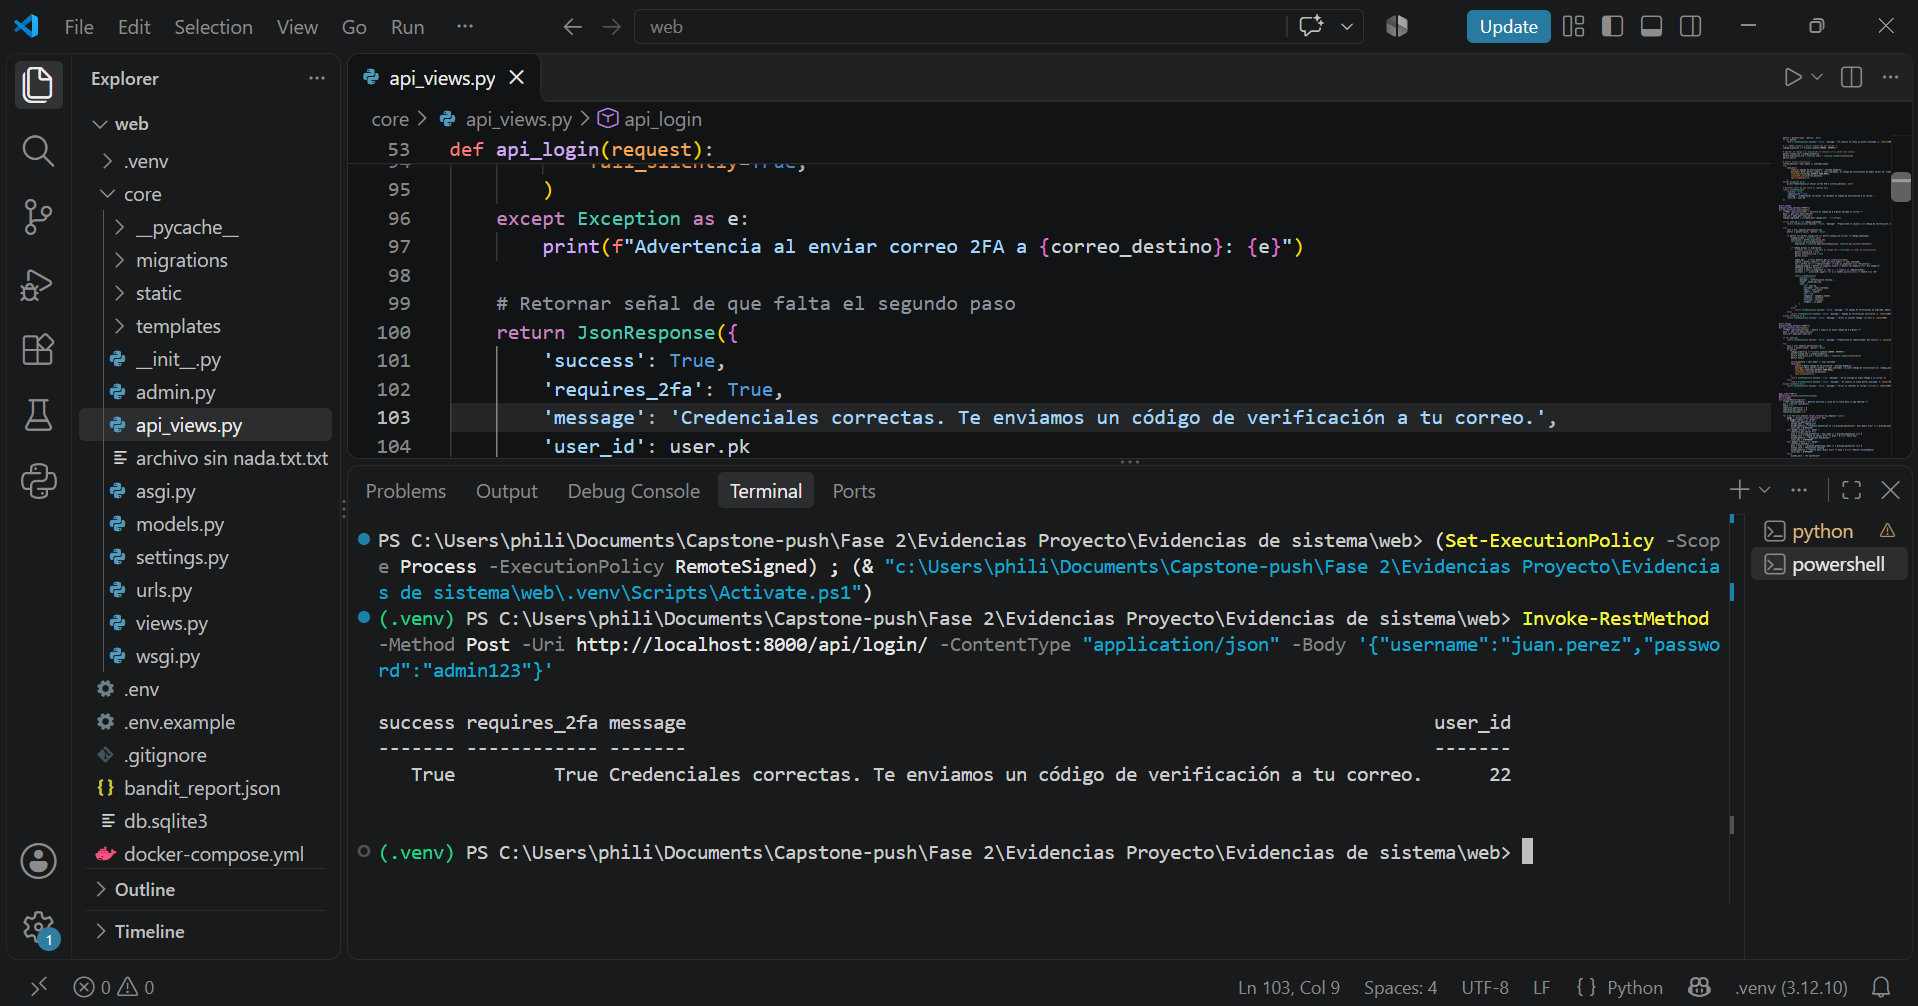 File Edit Selection View Go Run ··· web Update
Explorer ···
web
.venv
core
__pycache__
migrations
static
templates
__init__.py
admin.py
api_views.py
archivo sin nada.txt.txt
asgi.py
models.py
settings.py
urls.py
views.py
wsgi.py
.env
.env.example
.gitignore
bandit_report.json
db.sqlite3
docker-compose.yml
Outline
Timeline
1
api_views.py
core > api_views.py > api_login
53 def api_login(request):
95 )
96 except Exception as e:
97 print(f"Advertencia al enviar correo 2FA a {correo_destino}: {e}")
98
99 # Retornar señal de que falta el segundo paso
100 return JsonResponse({
101 'success': True,
102 'requires_2fa': True,
103 'message': 'Credenciales correctas. Te enviamos un código de verificación a tu correo.',
104 'user_id': user.pk
Problems Output Debug Console Terminal Ports
python
powershell
PS C:\Users\phili\Documents\Capstone-push\Fase 2\Evidencias Proyecto\Evidencias de sistema\web> (Set-ExecutionPolicy -Scop
e Process -ExecutionPolicy RemoteSigned) ; (& "c:\Users\phili\Documents\Capstone-push\Fase 2\Evidencias Proyecto\Evidencia
s de sistema\web\.venv\Scripts\Activate.ps1")
(.venv) PS C:\Users\phili\Documents\Capstone-push\Fase 2\Evidencias Proyecto\Evidencias de sistema\web> Invoke-RestMethod
-Method Post -Uri http://localhost:8000/api/login/ -ContentType "application/json" -Body '{"username":"juan.perez","passwo
rd":"admin123"}'
success requires_2fa message user_id
------- ------------ ------- -------
True True Credenciales correctas. Te enviamos un código de verificación a tu correo. 22
(.venv) PS C:\Users\phili\Documents\Capstone-push\Fase 2\Evidencias Proyecto\Evidencias de sistema\web>
0 0 Ln 103, Col 9 Spaces: 4 UTF-8 LF { } Python .venv (3.12.10)